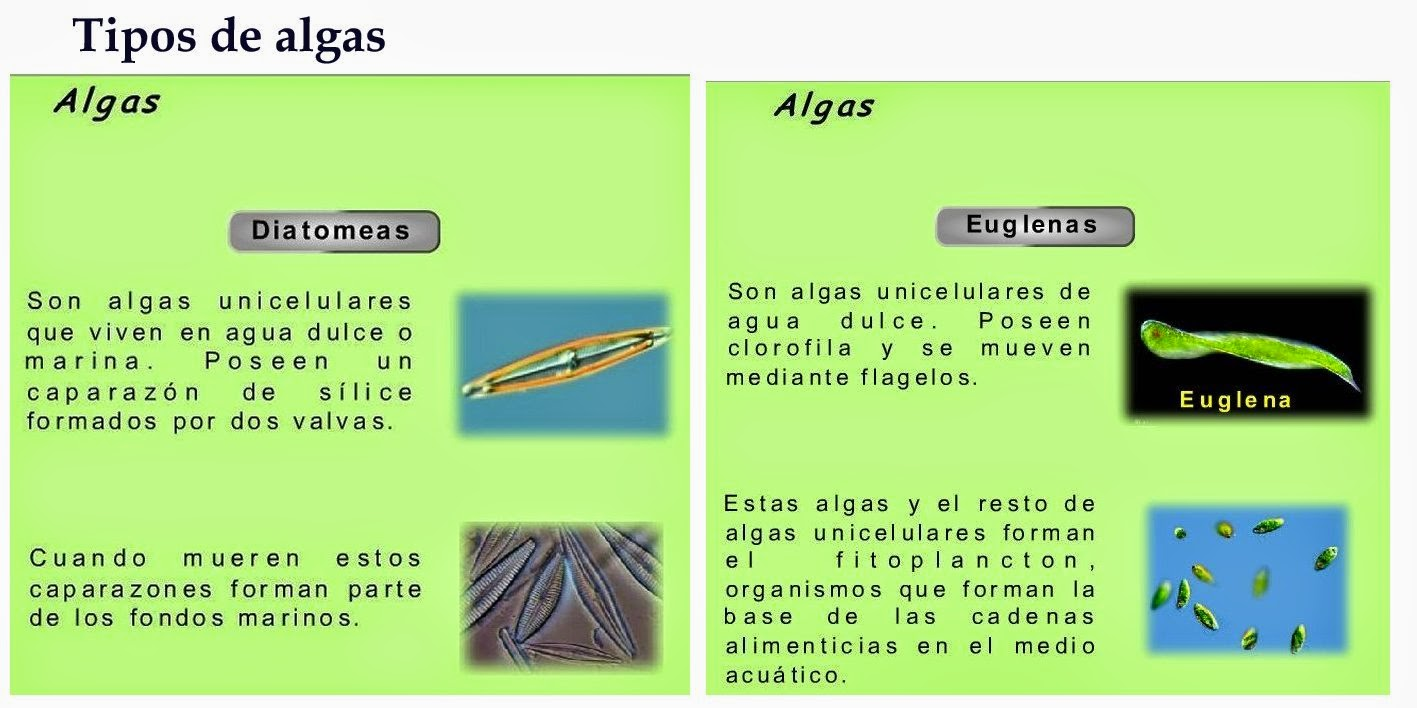 Tipos de algas
Algas
Diatomeas
Son algas unicelulares
que viven en agua dulce o
marina. Poseen un
caparazón de sílice
formados por dos valvas.
Cuando mueren estos
caparazones forman parte
de los fondos marinos.
Algas
Euglenas
Son algas unicelulares de
agua dulce. Poseen
clorofila y se mueven
mediante flagelos.
Euglena
Estas algas y el resto de
algas unicelulares forman
el fitoplancton,
organismos que forman la
base de las cadenas
alimenticias en el medio
acuático.